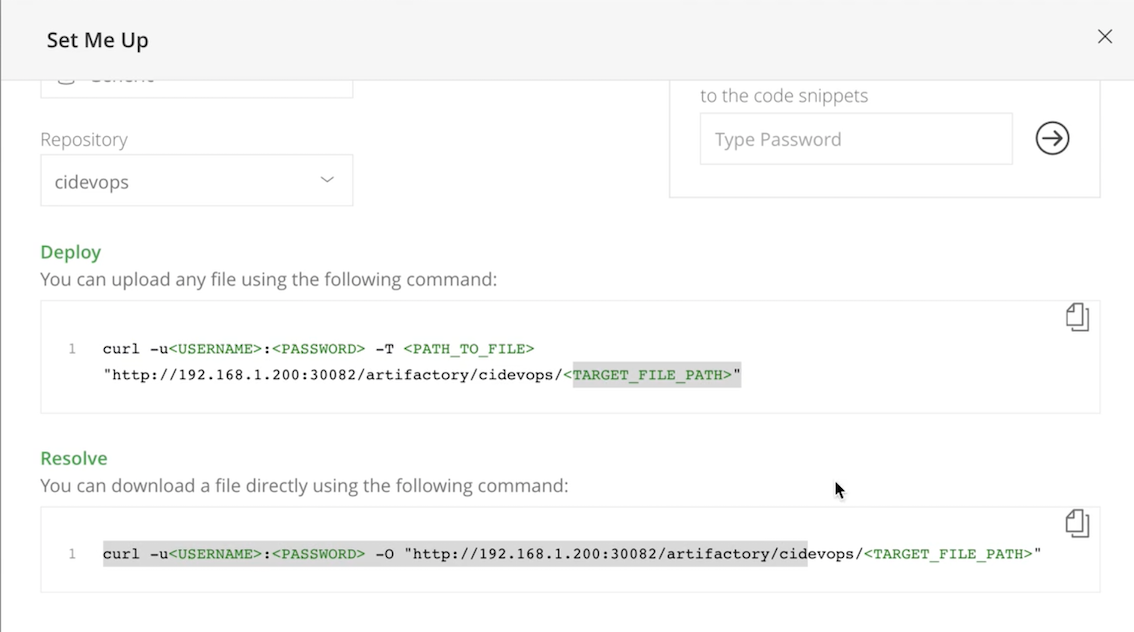 Set Me Up
to the code snippets
Repository
Type Password
cidevops
Deploy
You can upload any file using the following command:
1 curl -u<USERNAME>:<PASSWORD> -T <PATH_TO_FILE>
"http://192.168.1.200:30082/artifactory/cidevops/<TARGET_FILE_PATH>"
Resolve
You can download a file directly using the following command:
1 curl -u<USERNAME>:<PASSWORD> -O "http://192.168.1.200:30082/artifactory/cidevops/<TARGET_FILE_PATH>"